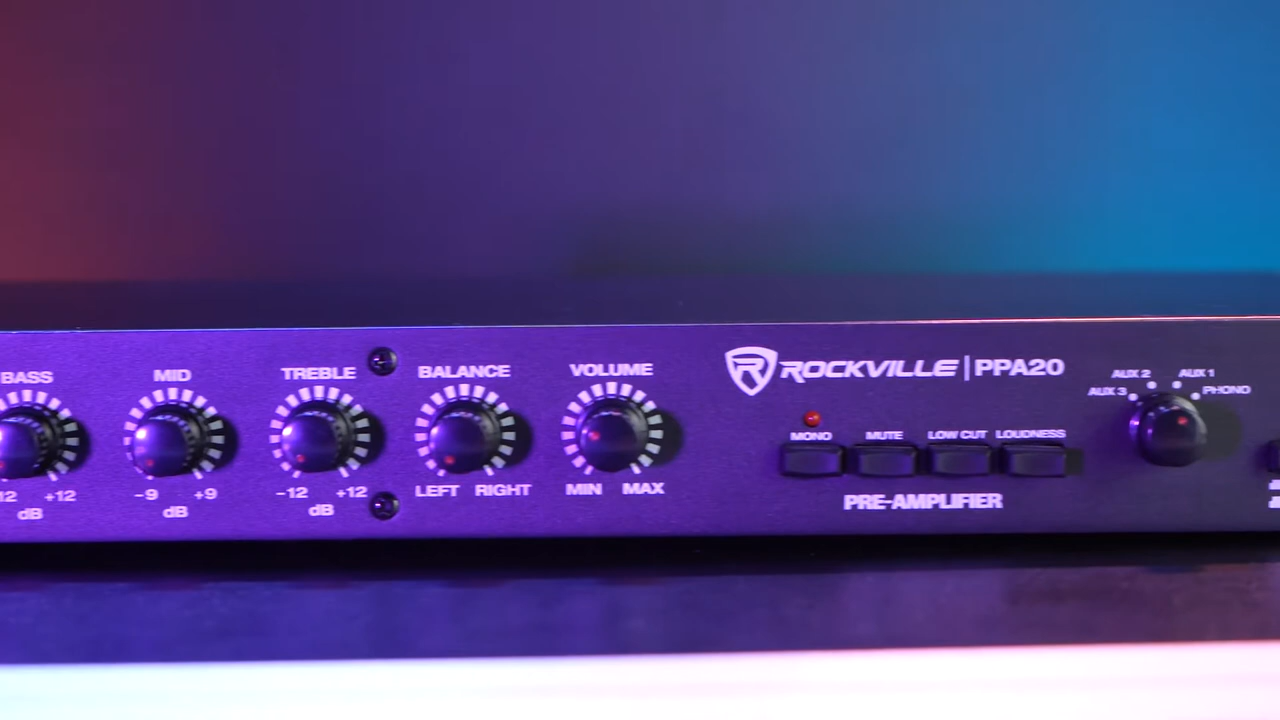 BASS
12 +12
dB
MID
-9 +9
dB
TREBLE
-12 +12
dB
BALANCE
LEFT RIGHT
VOLUME
MIN MAX
ROCKVILLE | PPA20
MONO MUTE LOW CUT LOUDNESS
PRE-AMPLIFIER
AUX 2 AUX 1
AUX 3 PHONO